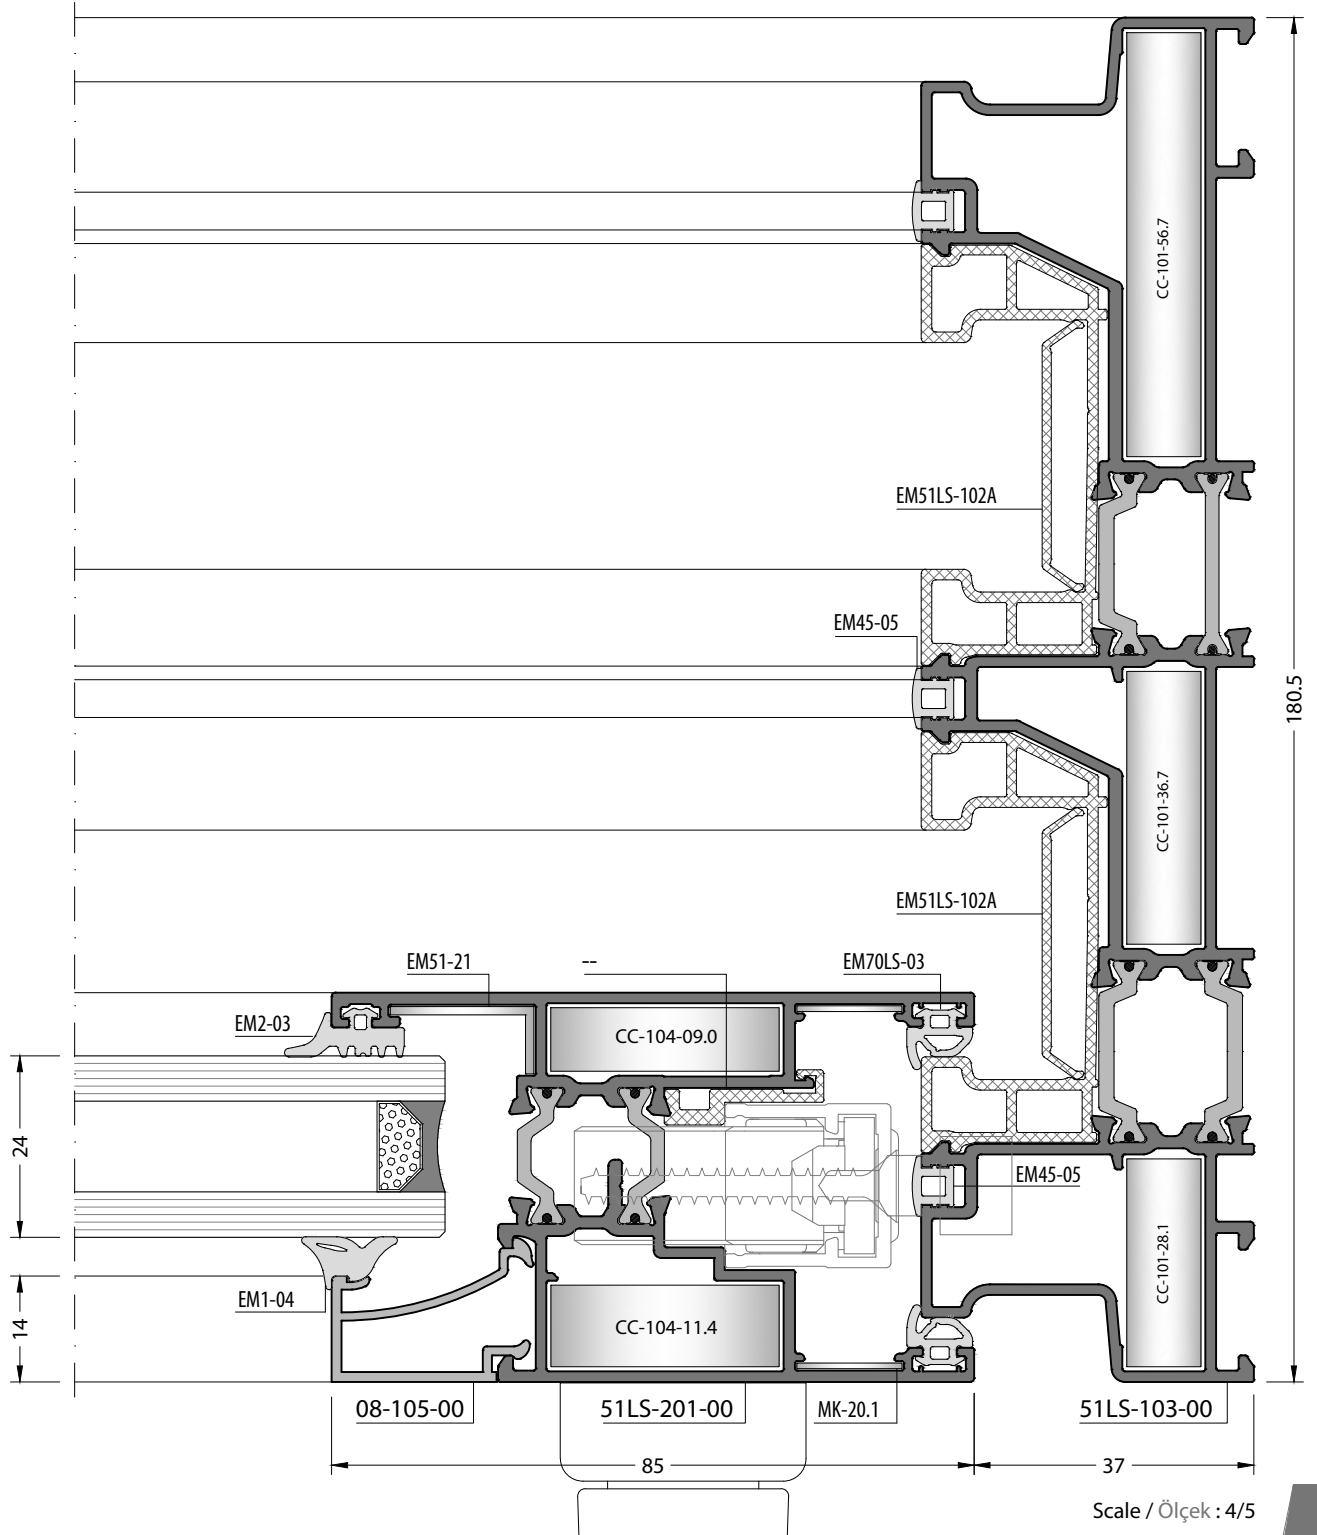 CC-101-56.7
EM51LS-102A
EM45-05
180.5
CC-101-36.7
EM51LS-102A
EM51-21
--
EM70LS-03
EM2-03
CC-104-09.0
24
EM45-05
EM1-04
CC-101-28.1
14
CC-104-11.4
08-105-00
51LS-201-00
MK-20.1
51LS-103-00
85
37
Scale / Ölçek : 4/5